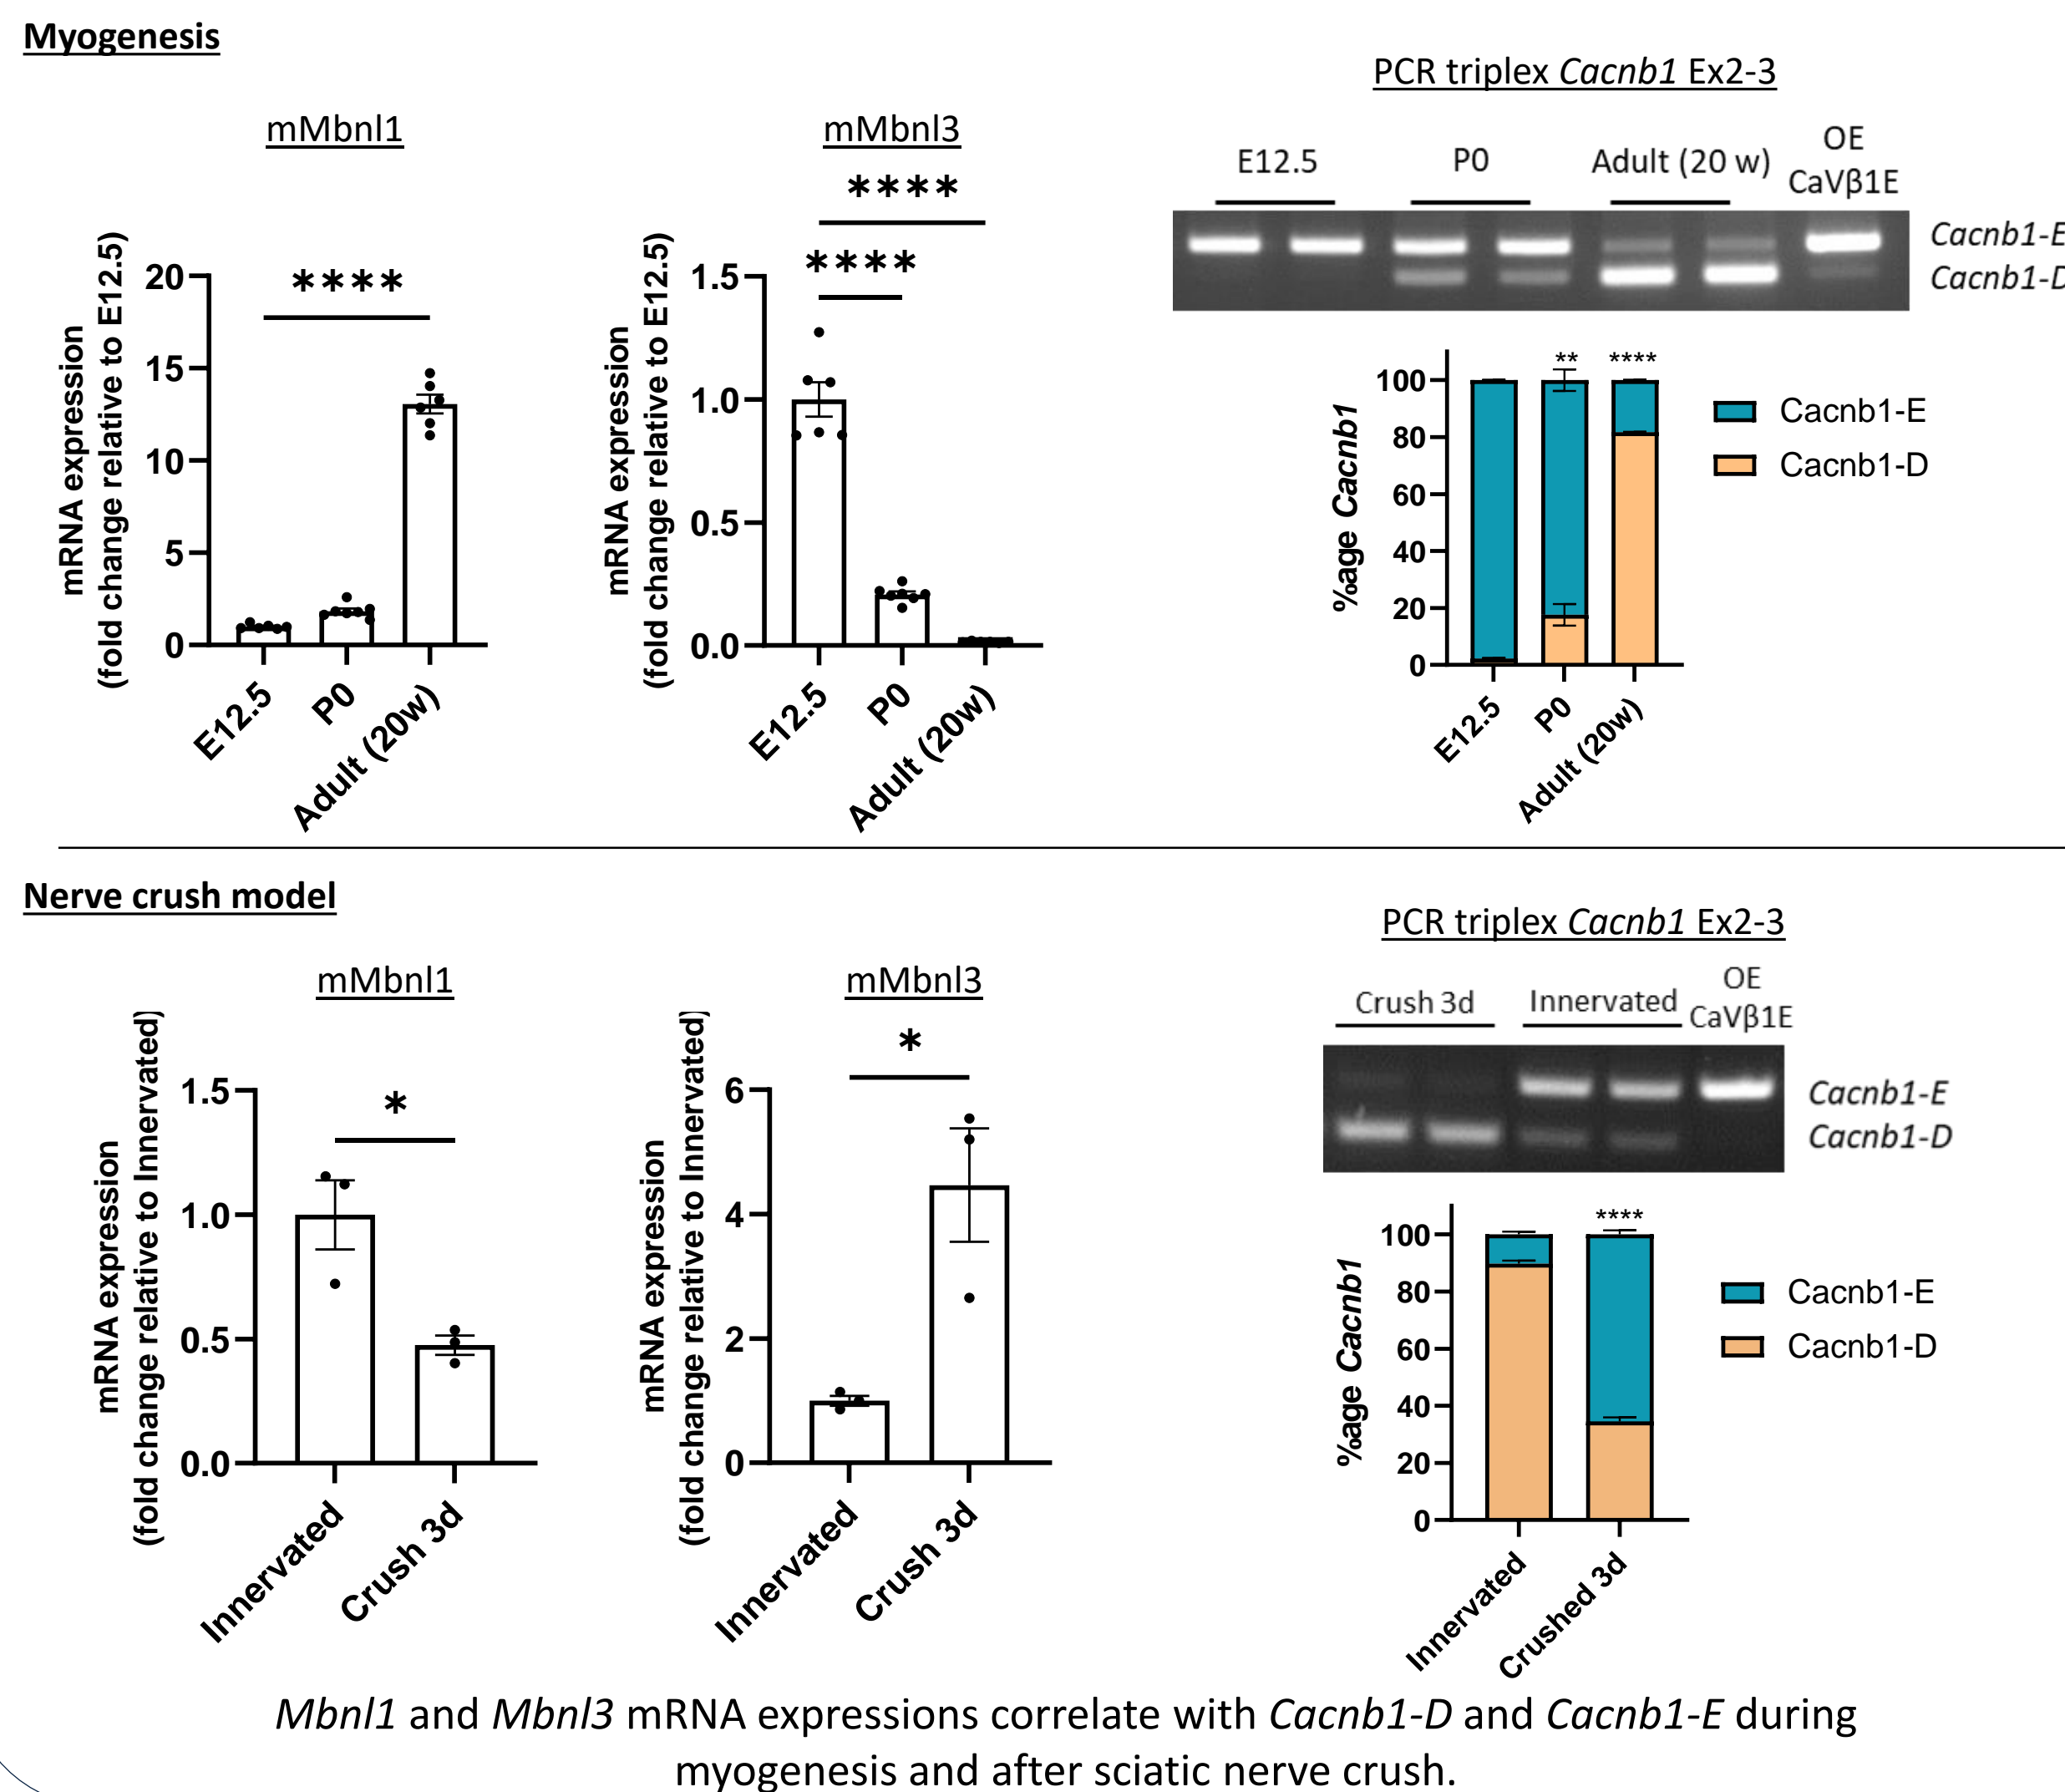 Myogenesis
mMbnl1
mRNA expression
(fold change relative to E12.5)
20
15
10
5
0
****
E12.5
P0
Adult (20w)
mMbnl3
mRNA expression
(fold change relative to E12.5)
1.5
1.0
0.5
0.0
****
****
E12.5
P0
Adult (20w)
PCR triplex Cacnb1 Ex2-3
E12.5
P0
Adult (20 w)
OE
CaVβ1E
Cacnb1-E
Cacnb1-D
%age Cacnb1
100
80
60
40
20
0
**
****
E12.5
P0
Adult (20w)
Cacnb1-E
Cacnb1-D
Nerve crush model
mMbnl1
mRNA expression
(fold change relative to Innervated)
1.5
1.0
0.5
0.0
*
Innervated
Crush 3d
mMbnl3
mRNA expression
(fold change relative to Innervated)
6
4
2
0
*
Innervated
Crush 3d
PCR triplex Cacnb1 Ex2-3
Crush 3d
Innervated
OE
CaVβ1E
Cacnb1-E
Cacnb1-D
%age Cacnb1
100
80
60
40
20
0
****
Innervated
Crushed 3d
Cacnb1-E
Cacnb1-D
Mbnl1 and Mbnl3 mRNA expressions correlate with Cacnb1-D and Cacnb1-E during
myogenesis and after sciatic nerve crush.